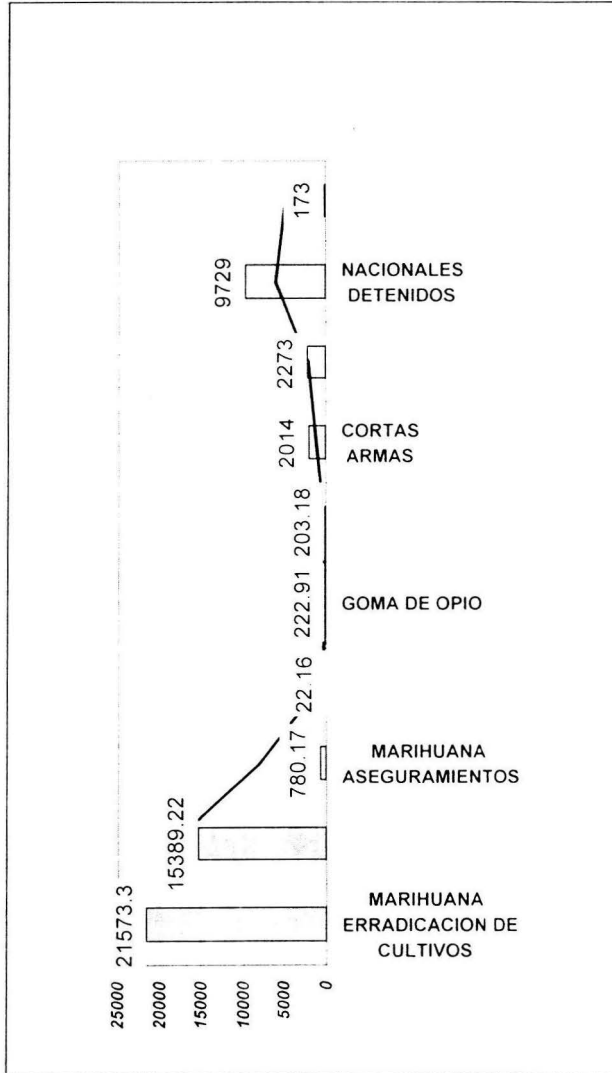 25000
20000
15000
10000
5000
0
21573.3
15389.22
780.17
22.16
222.91
203.18
2014
2273
9729
173
MARIHUANA
ERRADICACION DE
CULTIVOS
MARIHUANA
ASEGURAMIENTOS
GOMA DE OPIO
CORTAS
ARMAS
NACIONALES
DETENIDOS